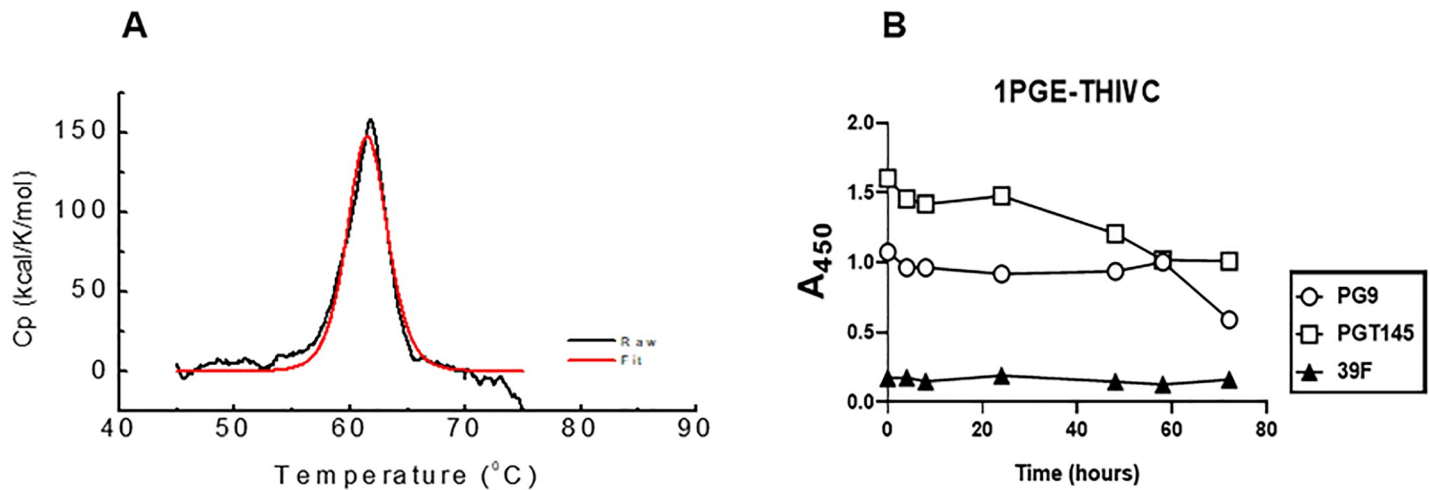 A
Cp (kcal/K/mol)
150
100
50
0
40 50 60 70 80 90
Temperature (⁰C)
Raw
Fit
B
1PGE-THIVC
A450
2.0
1.5
1.0
0.5
0.0
0 20 40 60 80
Time (hours)
PG9
PGT145
39F